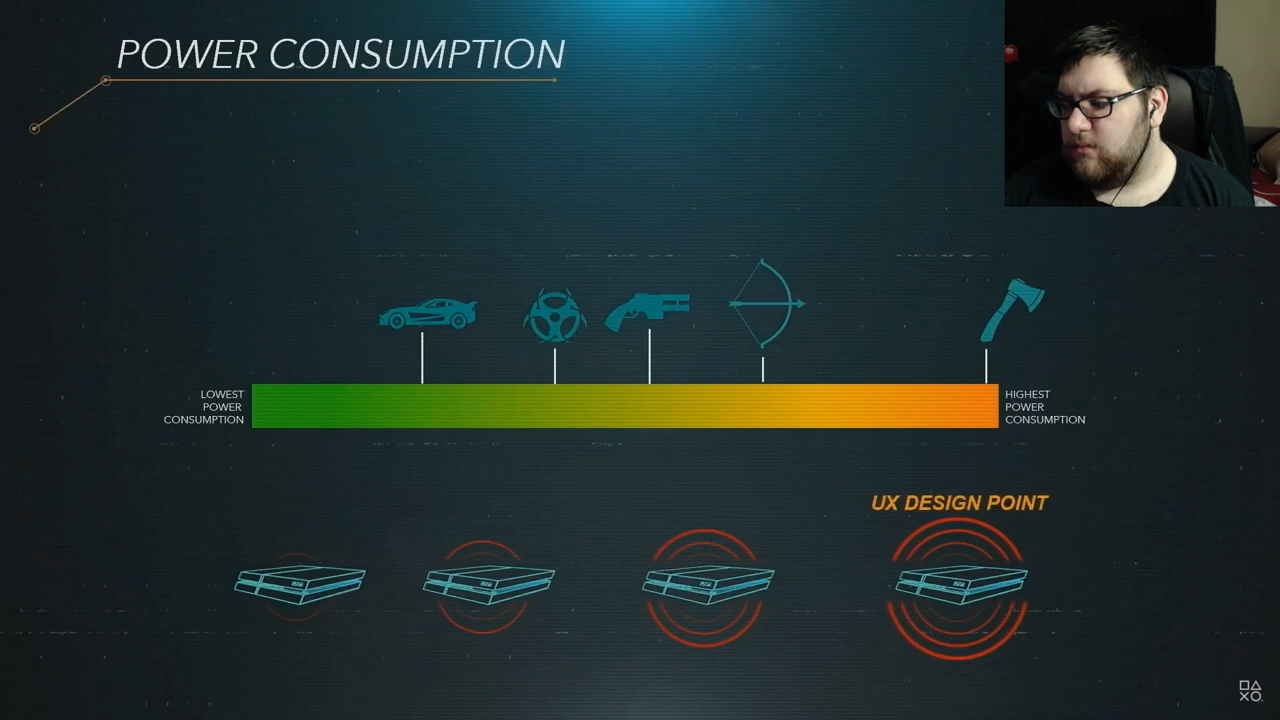 POWER CONSUMPTION
LOWEST
POWER
CONSUMPTION
HIGHEST
POWER
CONSUMPTION
UX DESIGN POINT